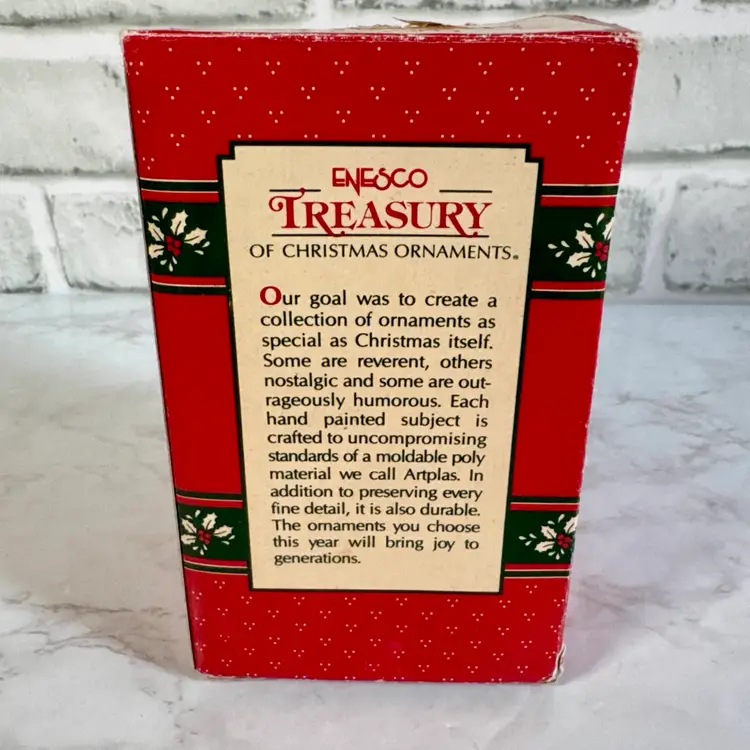 ENESCO
TREASURY
OF CHRISTMAS ORNAMENTS®
Our goal was to create a
collection of ornaments as
special as Christmas itself.
Some are reverent, others
nostalgic and some are out-
rageously humorous. Each
hand painted subject is
crafted to uncompromising
standards of a moldable poly
material we call Artplas. In
addition to preserving every
fine detail, it is also durable.
The ornaments you choose
this year will bring joy to
generations.